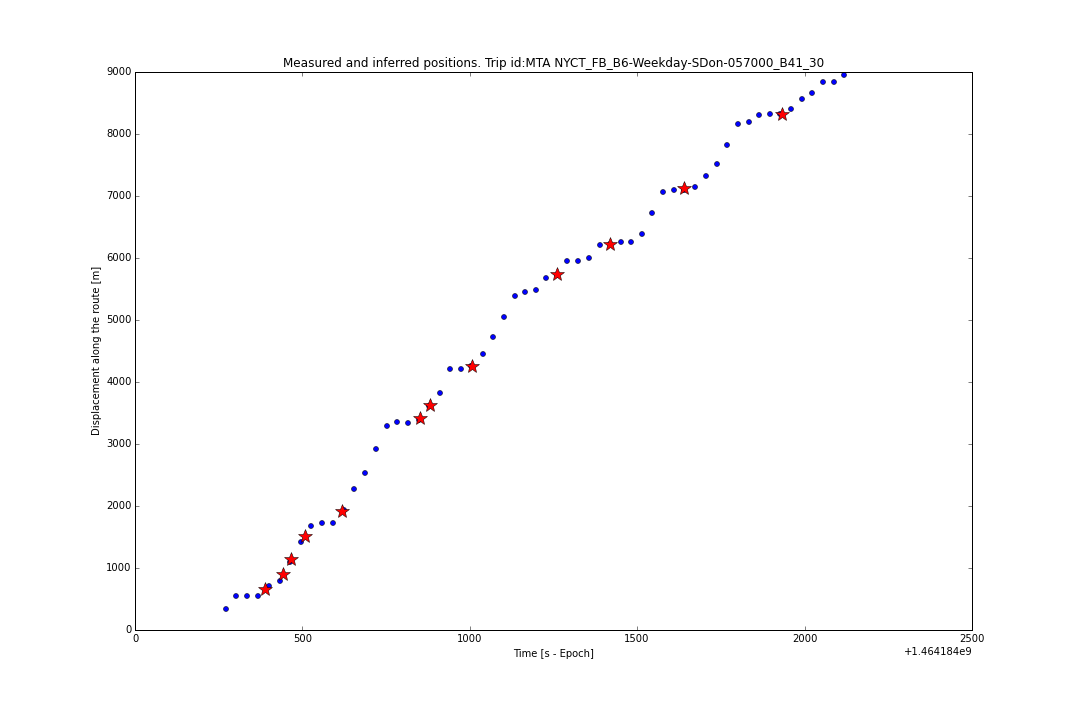 Measured and inferred positions. Trip id:MTA NYCT_FB_B6-Weekday-SDon-057000_B41_30
9000
8000
7000
6000
5000
4000
3000
2000
1000
0
Displacement along the route [m]
0 500 1000 1500 2000 2500
Time [s - Epoch]
+1.464184e9